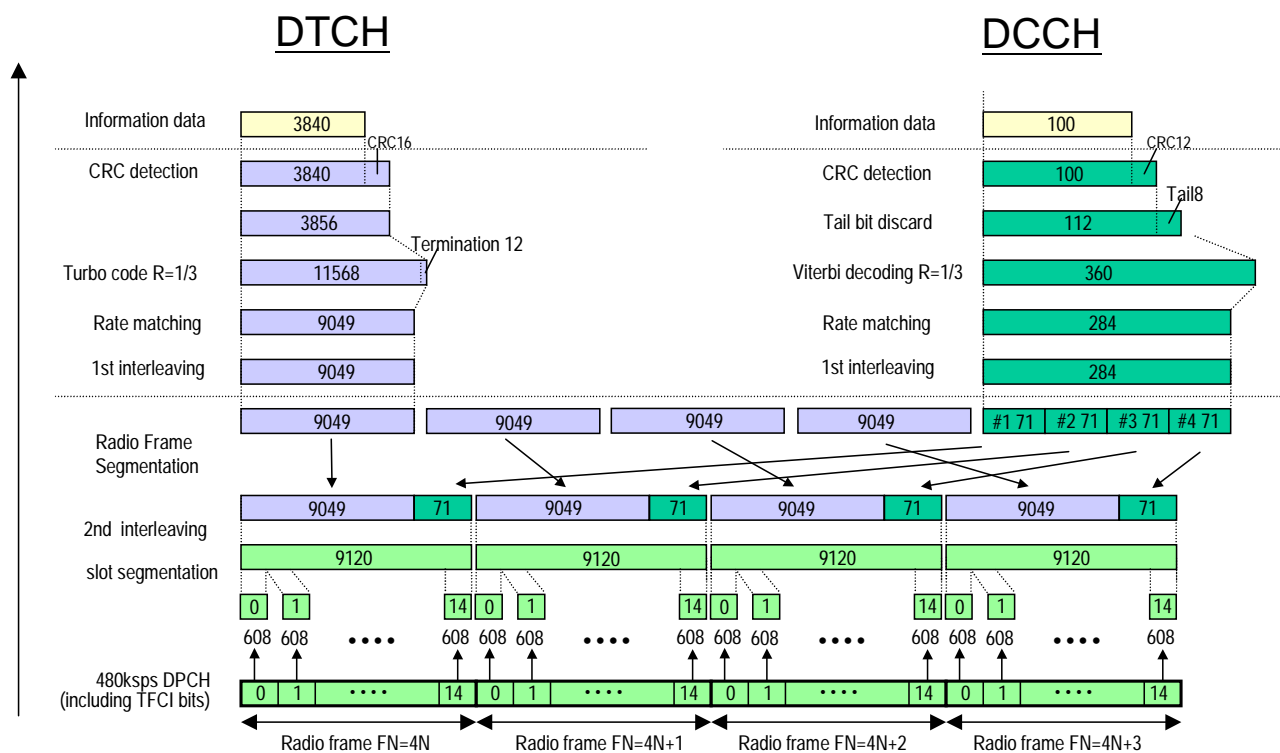 DTCH DCCH
Information data 3840 Information data 100
CRC16 CRC12
CRC detection 3840 CRC detection 100
Tail8
3856 Tail bit discard 112
Termination 12
Turbo code R=1/3 11568 Viterbi decoding R=1/3 360
Rate matching 9049 Rate matching 284
1st interleaving 9049 1st interleaving 284
9049 9049 9049 9049 #1 71 #2 71 #3 71 #4 71
Radio Frame
Segmentation
9049 71 9049 71 9049 71 9049 71
2nd interleaving
9120 9120 9120 9120
slot segmentation
0 1 14 0 1 14 0 1 14 0 1 14
608 608 •••• 608 608 608 •••• 608 608 608 •••• 608 608 608 •••• 608
480ksps DPCH
(including TFCI bits)
0 1 •••• 14 0 1 •••• 14 0 1 •••• 14 0 1 •••• 14
Radio frame FN=4N Radio frame FN=4N+1 Radio frame FN=4N+2 Radio frame FN=4N+3